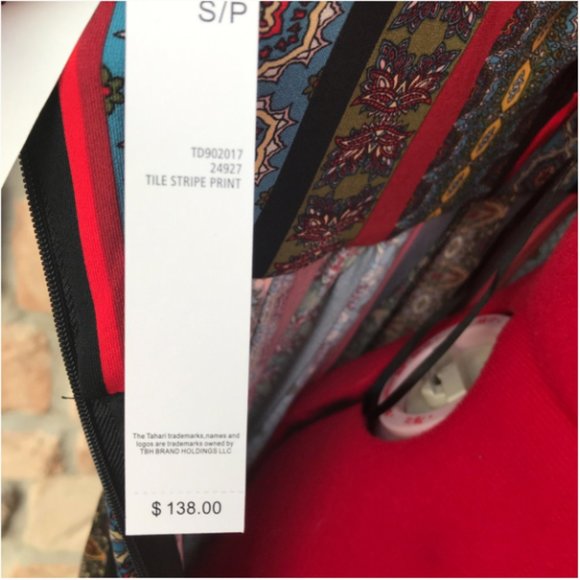 S/P
TD902017
24927
TILE STRIPE PRINT
The Tahari trademarks,names and
logos are trademarks owned by
TBH BRAND HOLDINGS LLC
$ 138.00